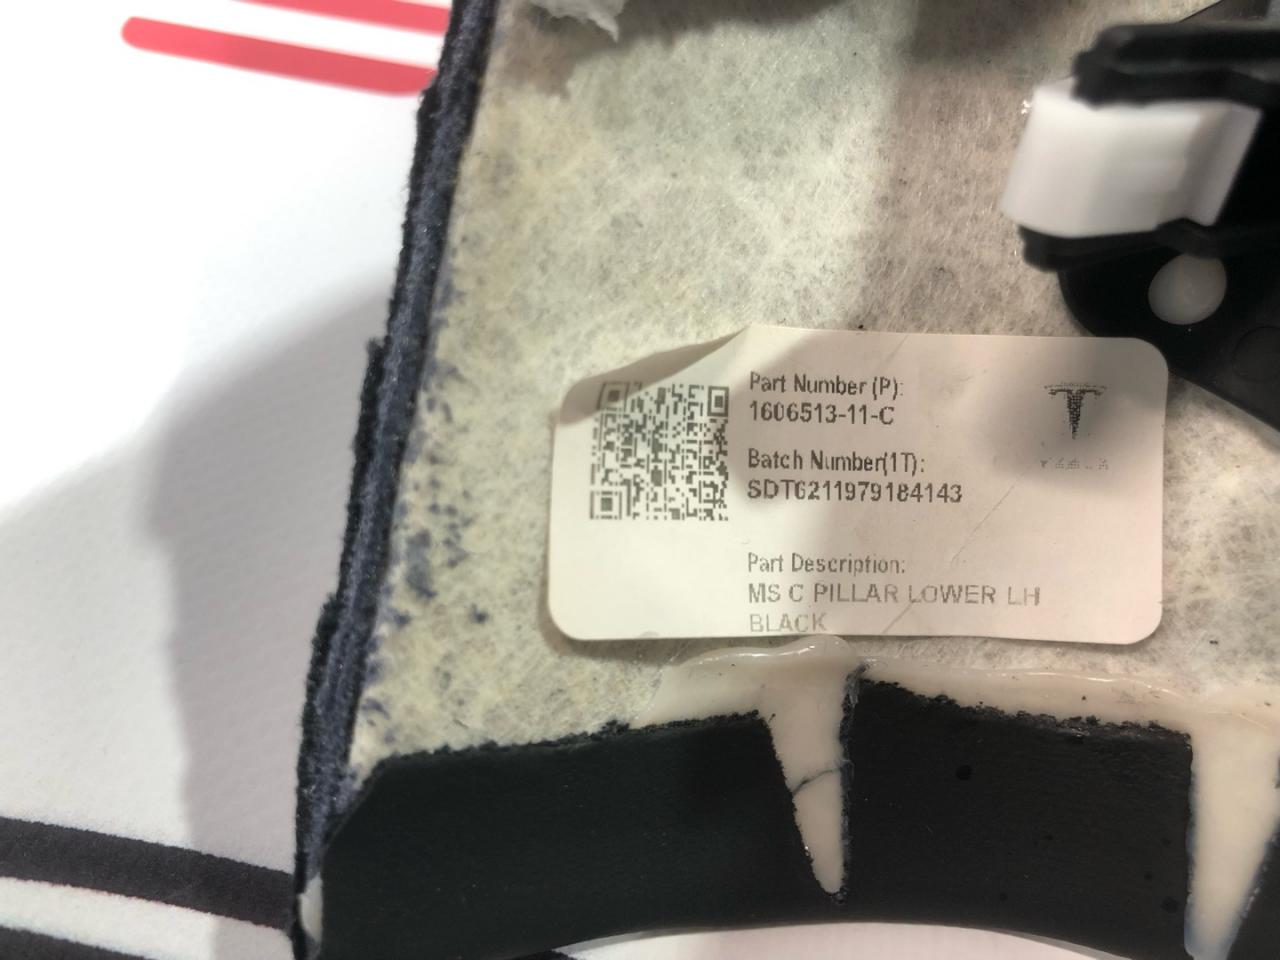 Part Number (P):
1606513-11-C
Batch Number(1T):
SDT6211979184143
Part Description:
MS C PILLAR LOWER LH
BLACK